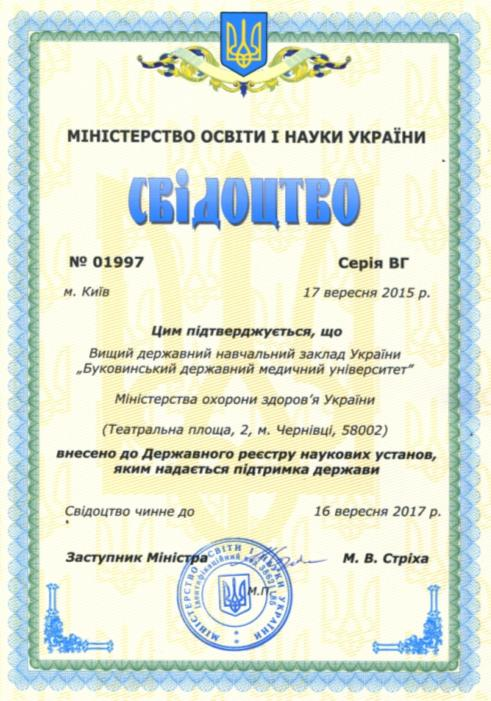 МІНІСТЕРСТВО ОСВІТИ І НАУКИ УКРАЇНИ
СВІДОЦТВО
№ 01997 Серія ВГ
м. Київ 17 вересня 2015 р.
Цим підтверджується, що
Вищий державний навчальний заклад України
„Буковинський державний медичний університет”
Міністерства охорони здоров’я України
(Театральна площа, 2, м. Чернівці, 58002)
внесено до Державного реєстру наукових установ,
яким надається підтримка держави
Свідоцтво чинне до 16 вересня 2017 р.
Заступник Міністра М. В. Стріха
М.П.
МІНІСТЕРСТВО ОСВІТИ І НАУКИ УКРАЇНИ
Ідентифікаційний код